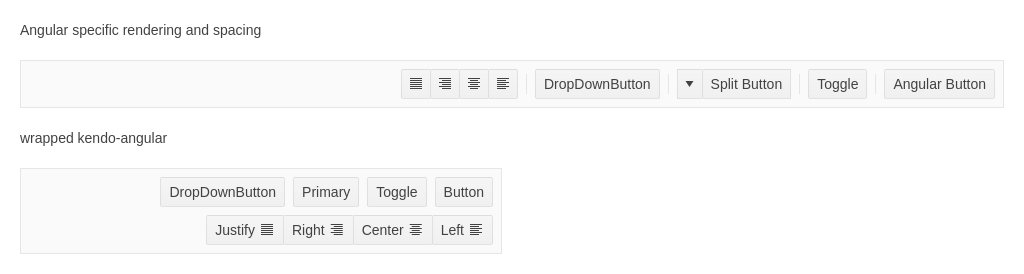 Angular specific rendering and spacing
DropDownButton Split Button Toggle Angular Button
wrapped kendo-angular
DropDownButton Primary Toggle Button
Justify Right Center Left